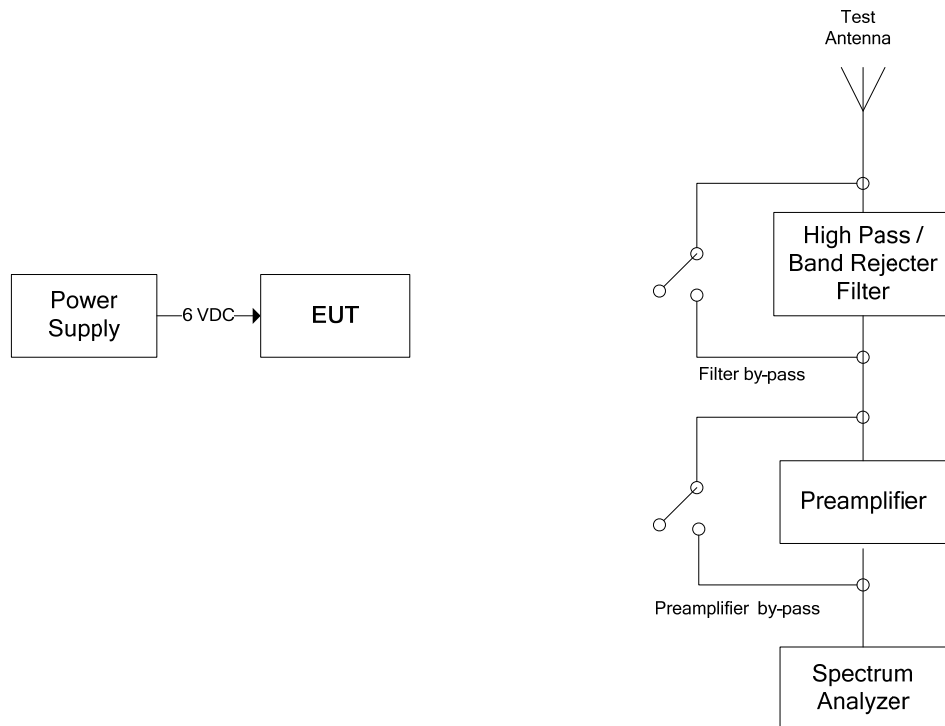 Test
Antenna
High Pass /
Band Rejecter
Filter
Power
Supply
6 VDC
EUT
Filter by-pass
Preamplifier
Preamplifier by-pass
Spectrum
Analyzer